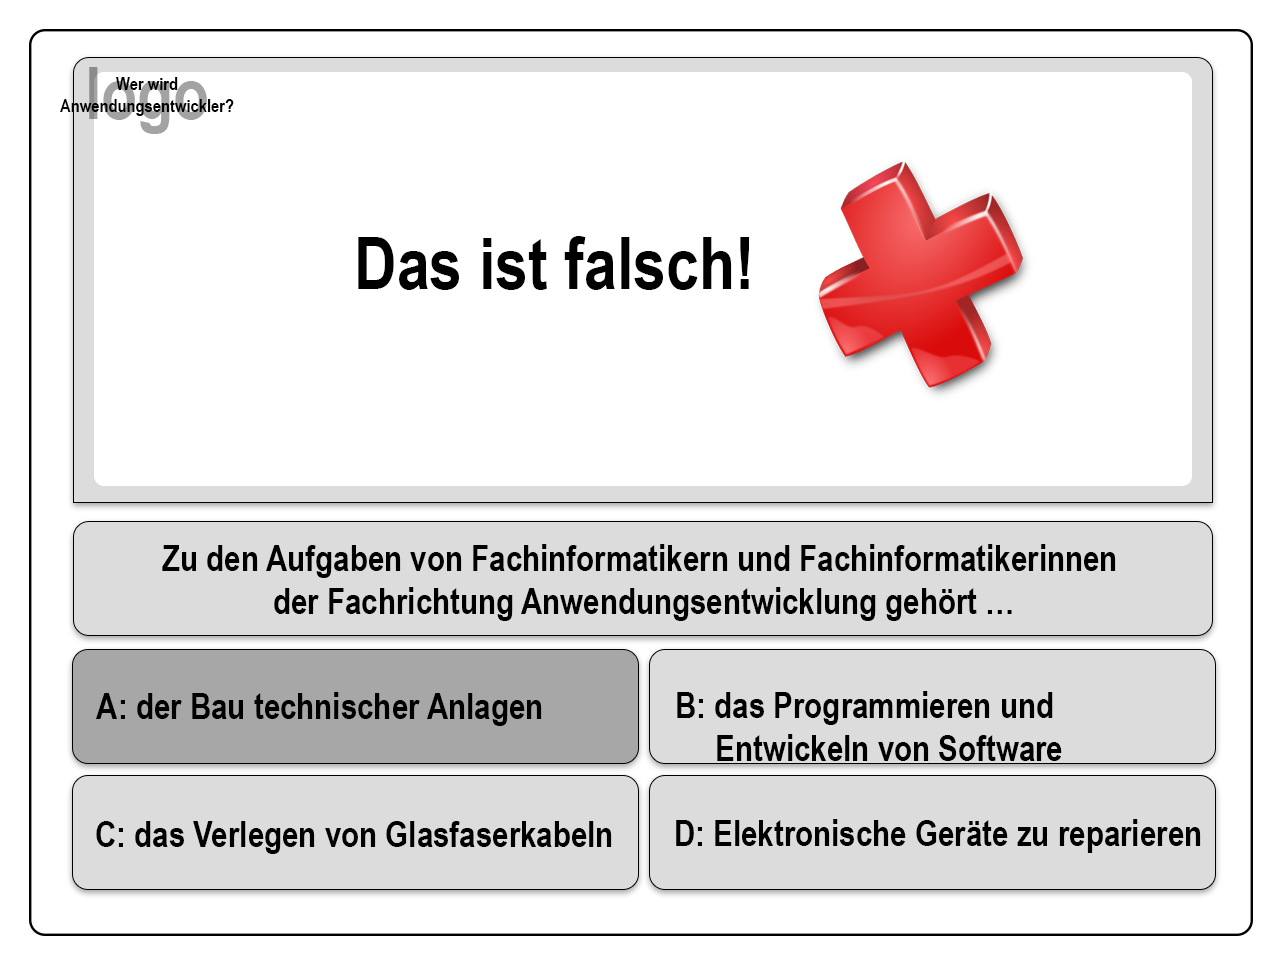 logo
Wer wird
Anwendungsentwickler?
Das ist falsch!
Zu den Aufgaben von Fachinformatikern und Fachinformatikerinnen
der Fachrichtung Anwendungsentwicklung gehört …
A: der Bau technischer Anlagen
B: das Programmieren und
Entwickeln von Software
C: das Verlegen von Glasfaserkabeln
D: Elektronische Geräte zu reparieren